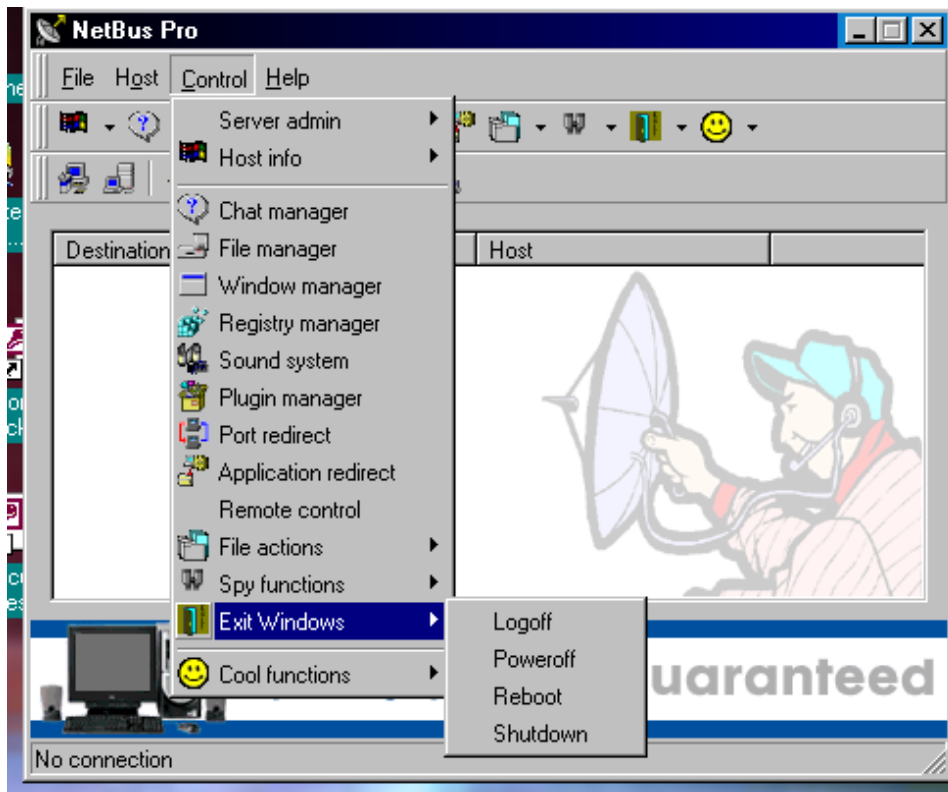 NetBus Pro
File Host Control Help
Server admin
Host info
Chat manager
File manager
Window manager
Registry manager
Sound system
Plugin manager
Port redirect
Application redirect
Remote control
File actions
Spy functions
Exit Windows
Cool functions
Logoff
Poweroff
Reboot
Shutdown
Destination
Host
uaranteed
No connection